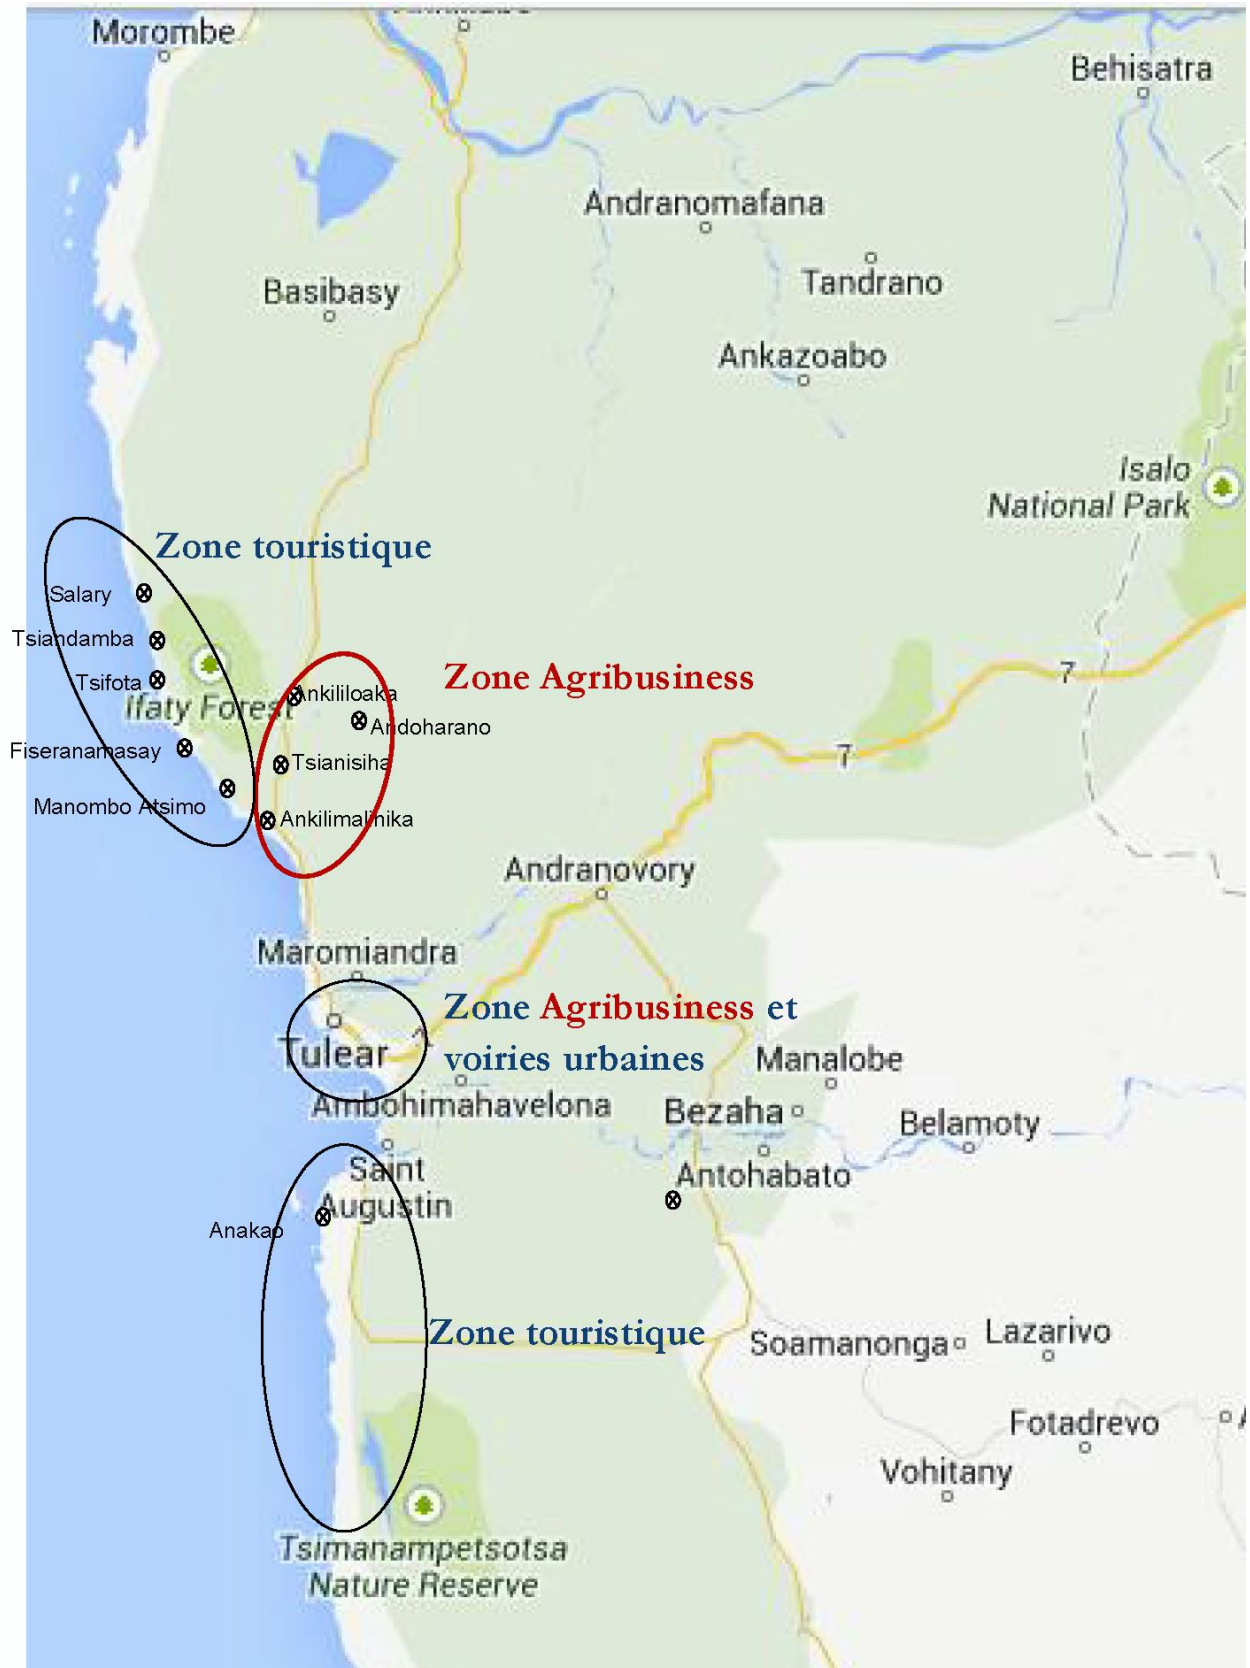 Morombe
Behisatra
Andranomafana
Tandrano
Basibasy
Ankazoabo
Isalo
National Park
Zone touristique
Salary
Tsiandamba
Tsifota
Ifaty Forest
Zone Agribusiness
Ankililoaka
Andoharano
Fiseranamasay
Tsianisiha
Manombo Atsimo
Ankilimalinika
7
7
Andranovory
Maromiandra
Zone Agribusiness et
voiries urbaines
Tulear
Manalobe
Ambohimahavelona
Bezaha
Belamoty
Saint
Augustin
Antohabato
Anakao
Zone touristique
Soamanonga
Lazarivo
Fotadrevo
Vohitany
Tsimanampetsotsa
Nature Reserve